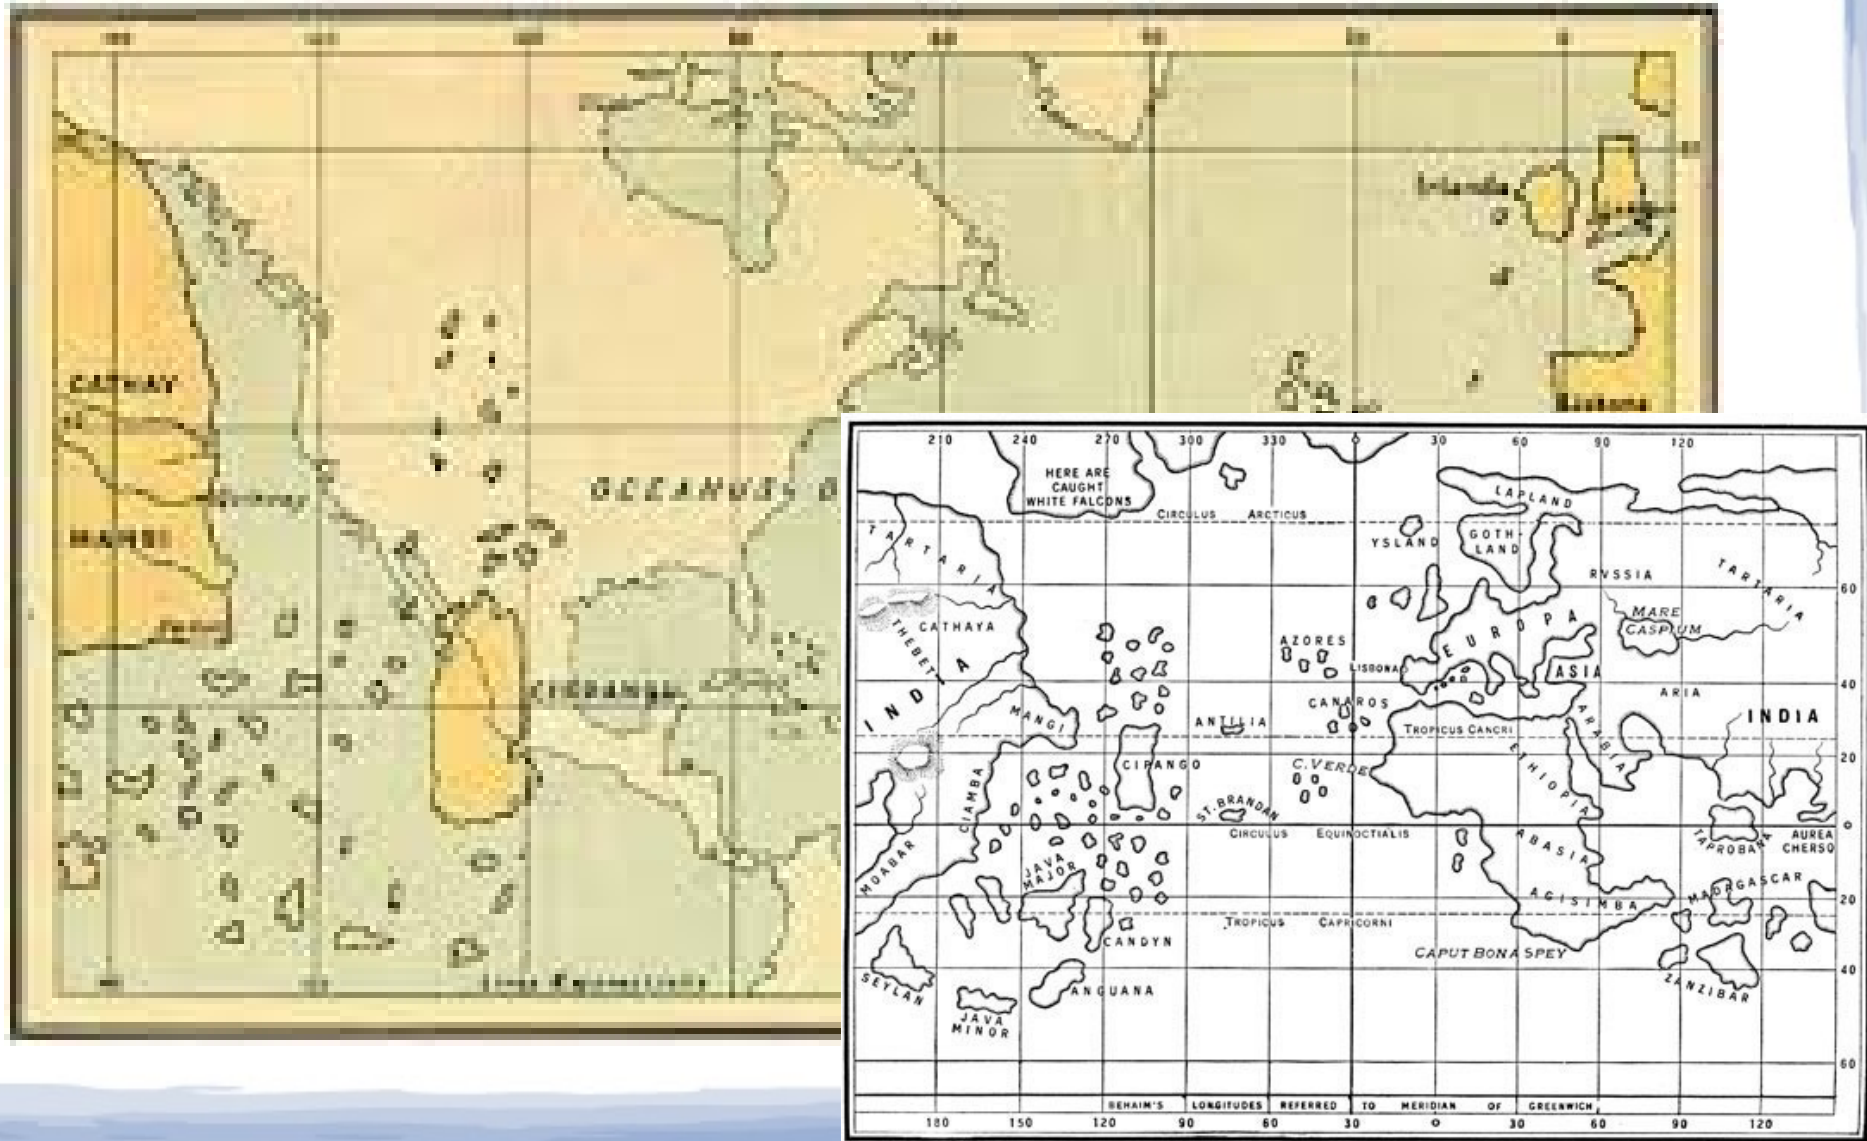 Irlanda
CATHAY
MANGI
OCEANUS
210 240 270 300 330 0 30 60 90 120
HERE ARE
CAUGHT
WHITE FALCONS
CIRCULUS ARCTICUS
LAPLAND
YSLAND
GOTH-
LAND
TARTARIA
RVSSIA
TARTARIA
60
CATHAYA
THEBET
MARE
CASPIUM
EUROPA
AZORES
LISBONA
ASIA
40
INDIA
ARIA
CANAROS
MANGI
ANTILIA
INDIA
TROPICUS CANCRI
ARABIA
20
CIPANGO
C. VERDE
ETHIOPIA
CIAMBA
ST. BRANDAN
CIRCULUS EQUINOCTIALIS
0
TAPROBANA
AUREA
CHERSO
MOABAR
ABASIA
JAVA
MAJOR
AGISIMBA
MADRGASCAR
20
TROPICUS CAPRICORNI
CANDYN
CAPUT BONA SPEY
40
SEYLAN
ANGUANA
ZANZIBAR
JAVA
MINOR
60
BEHAIM'S LONGITUDES REFERRED TO MERIDIAN OF GREENWICH
180 150 120 90 60 30 0 30 60 90 120